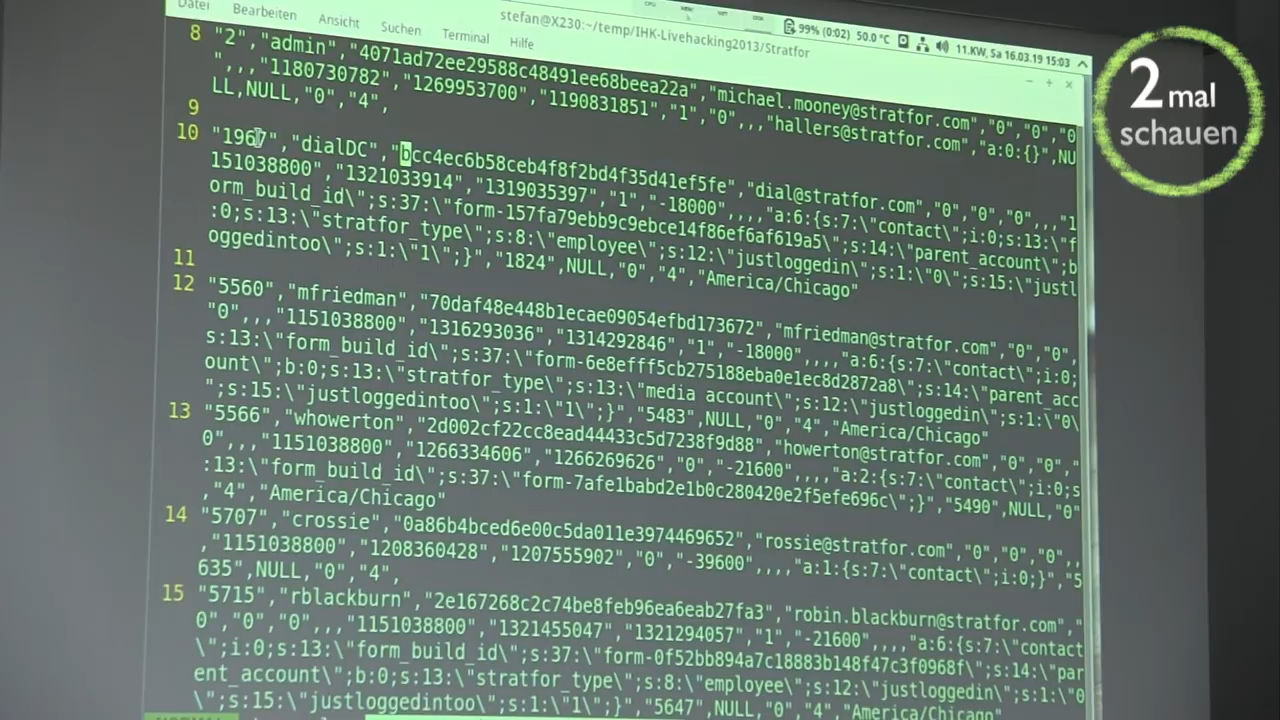 Datei Bearbeiten Ansicht Suchen Terminal Hilfe
stefan@X230:~/temp/IHK-Livehacking2013/Stratfor
99% (0:02) 50.0°C 11.KW, Sa 16.03.19 15:03
2mal
schauen
8 "2","admin","4071ad72ee29588c48491ee68beea22a","michael.mooney@stratfor.com","0","0","0
",,,"1180730782","1269953700","1190831851","1","0",,,"hallers@stratfor.com","a:0:{}",NU
LL,NULL,"0","4",
9
10 "1967","dialDC","bcc4ec6b58ceb4f8f2bd4f35d41ef5fe","dial@stratfor.com","0","0","0",,,"1
151038800","1321033914","1319035397","1","-18000",,,,"a:6:{s:7:\"contact\";i:0;s:13:\"f
orm_build_id\";s:37:\"form-157fa79ebb9c9ebce14f86ef6af619a5\";s:14:\"parent_account\";b
:0;s:13:\"stratfor_type\";s:8:\"employee\";s:12:\"justloggedin\";s:1:\"0\";s:15:\"justl
oggedintoo\";s:1:\"1\";}","1824",NULL,"0","4","America/Chicago"
11
12 "5560","mfriedman","70daf48e448b1ecae09054efbd173672","mfriedman@stratfor.com","0","0",
"0",,,"1151038800","1316293036","1314292846","1","-18000",,,,"a:6:{s:7:\"contact\";i:0;
s:13:\"form_build_id\";s:37:\"form-6e8efff5cb275188eba0e1ec8d2872a8\";s:14:\"parent_acc
ount\";b:0;s:13:\"stratfor_type\";s:13:\"media account\";s:12:\"justloggedin\";s:1:\"0\
";s:15:\"justloggedintoo\";s:1:\"1\";}","5483",NULL,"0","4","America/Chicago"
13 "5566","whowerton","2d002cf22cc8ead44433c5d7238f9d88","howerton@stratfor.com","0","0","
0",,,"1151038800","1266334606","1266269626","0","-21600",,,,"a:2:{s:7:\"contact\";i:0;s
:13:\"form_build_id\";s:37:\"form-7afe1babd2e1b0c280420e2f5efe696c\";}","5490",NULL,"0"
,"4","America/Chicago"
14 "5707","crossie","0a86b4bced6e00c5da011e3974469652","rossie@stratfor.com","0","0","0",,
,"1151038800","1208360428","1207555902","0","-39600",,,,"a:1:{s:7:\"contact\";i:0;}","5
635",NULL,"0","4",
15 "5715","rblackburn","2e167268c2c74be8feb96ea6eab27fa3","robin.blackburn@stratfor.com","
0","0","0",,,"1151038800","1321455047","1321294057","1","-21600",,,,"a:6:{s:7:\"contact
\";i:0;s:13:\"form_build_id\";s:37:\"form-0f52bb894a7c18883b148f47c3f0968f\";s:14:\"par
ent_account\";b:0;s:13:\"stratfor_type\";s:8:\"employee\";s:12:\"justloggedin\";s:1:\"0
\";s:15:\"justloggedintoo\";s:1:\"1\";}","5647",NULL,"0","4","America/Chicago"